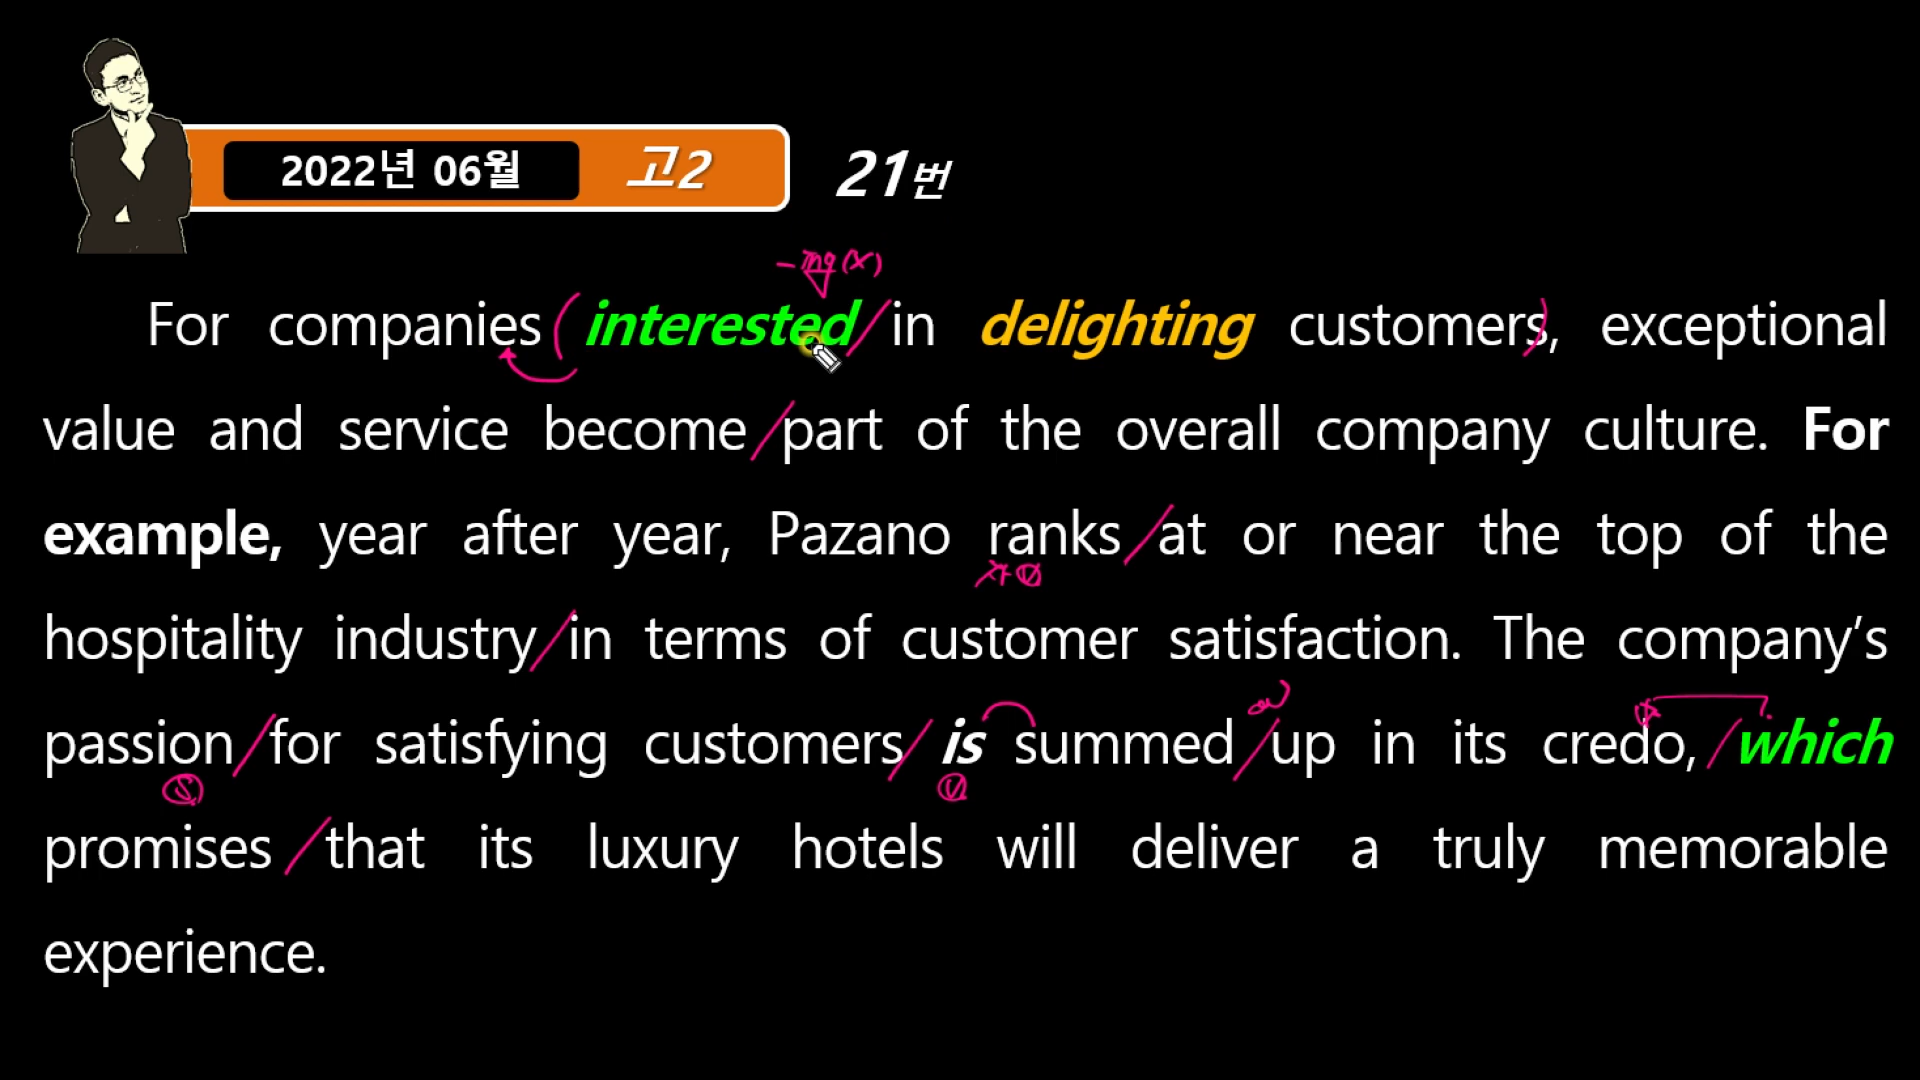 2022년 06월 고2 21번
-ing (X)
For companies ( interested / in delighting customers ), exceptional
value and service become / part of the overall company culture. For
example, year after year, Pazano ranks / at or near the top of the
자 V
hospitality industry / in terms of customer satisfaction. The company’s
passion / for satisfying customers / is summed / up in its credo, / which
S V
promises / that its luxury hotels will deliver a truly memorable
experience.